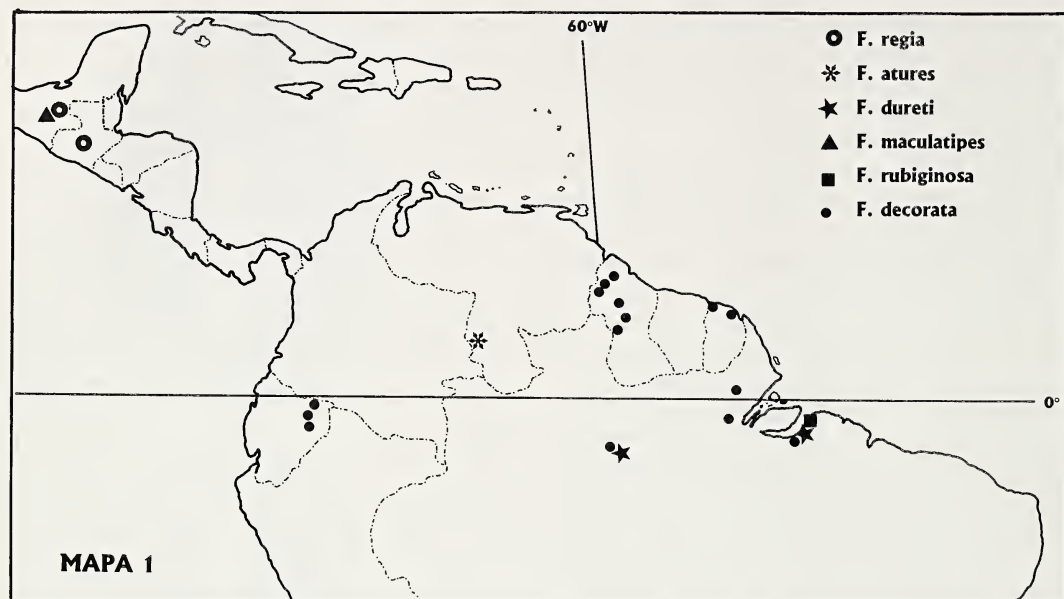 60°W
F. regia
F. atures
F. dureti
F. maculatipes
F. rubiginosa
F. decorata
0°
MAPA 1